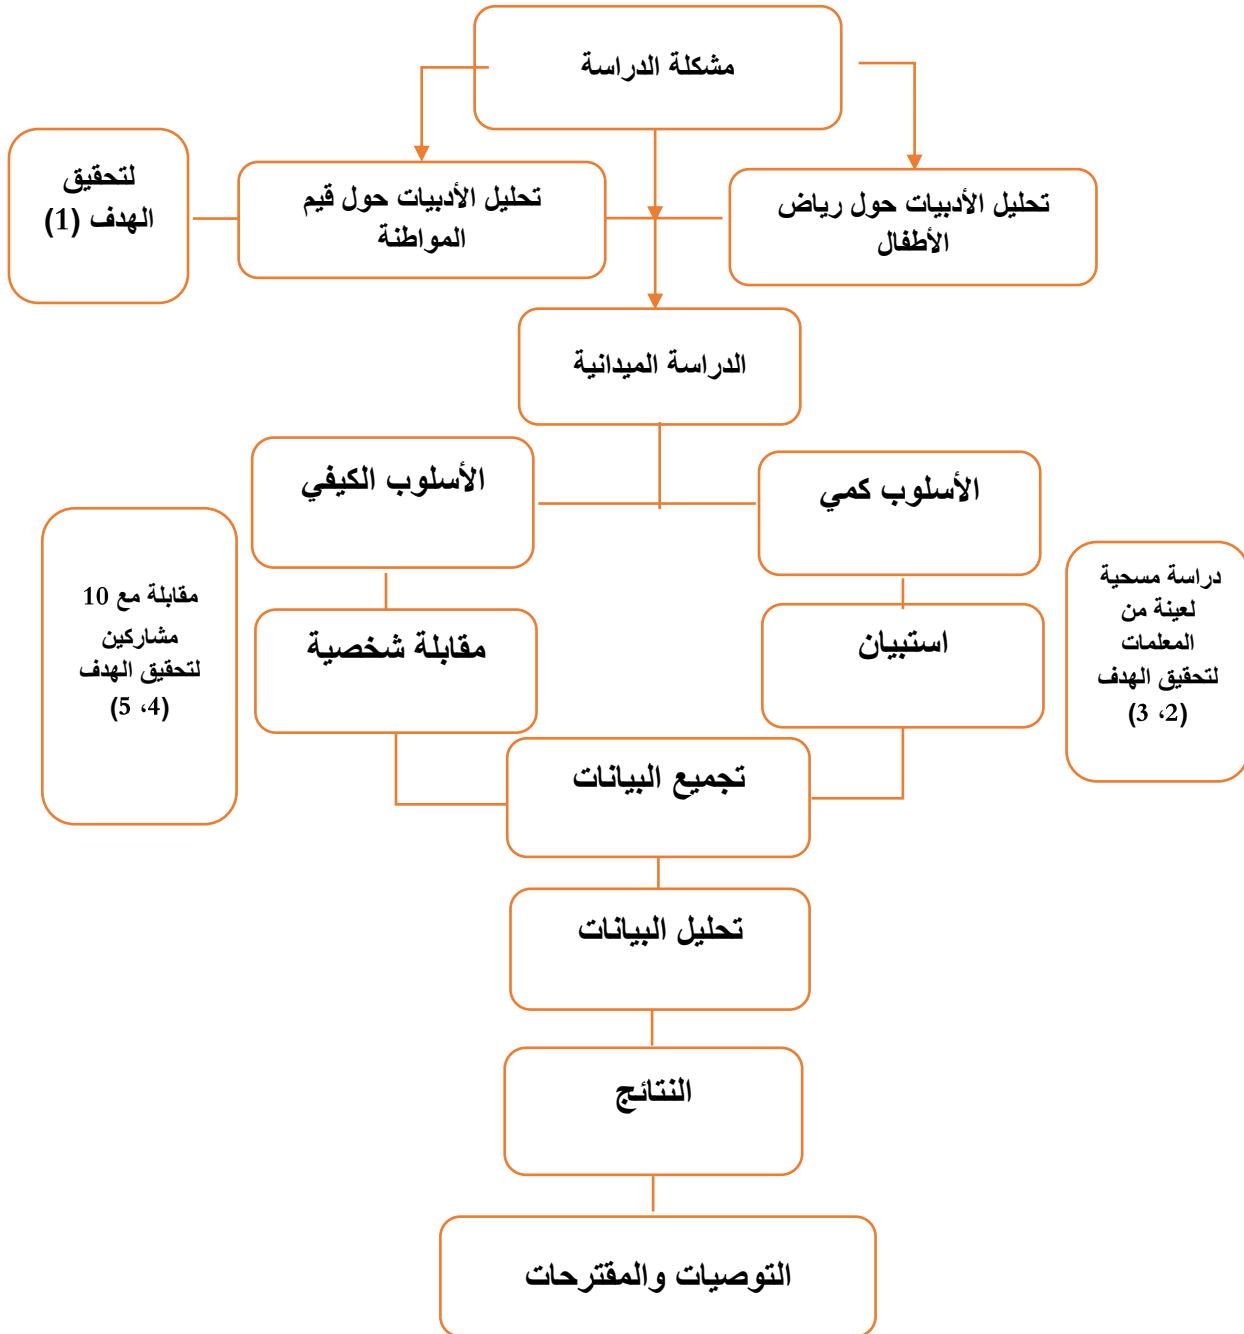 مشكلة الدراسة
تحليل الأدبيات حول رياض
الأطفال
تحليل الأدبيات حول قيم
المواطنة
لتحقيق
الهدف (1)
الدراسة الميدانية
الأسلوب كمي
الأسلوب الكيفي
دراسة مسحية
لعينة من
المعلمات
لتحقيق الهدف
(2، 3)
استبيان
مقابلة شخصية
مقابلة مع 10
مشاركين
لتحقيق الهدف
(4، 5)
تجميع البيانات
تحليل البيانات
النتائج
التوصيات والمقترحات